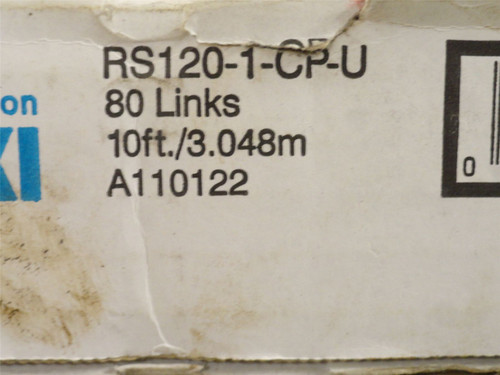 RS120-1-CP-U
80 Links
on
10ft./3.048m
KI
A110122
0